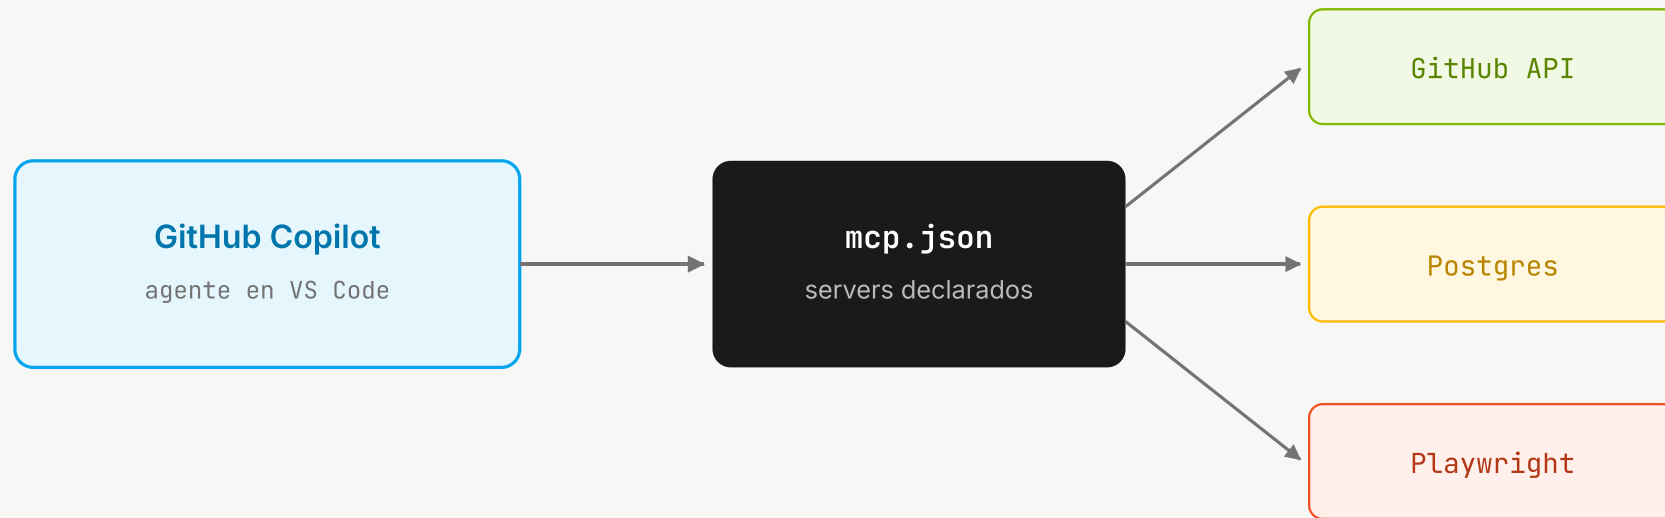 GitHub Copilot
agente en VS Code
mcp.json
servers declarados
GitHub API
Postgres
Playwright